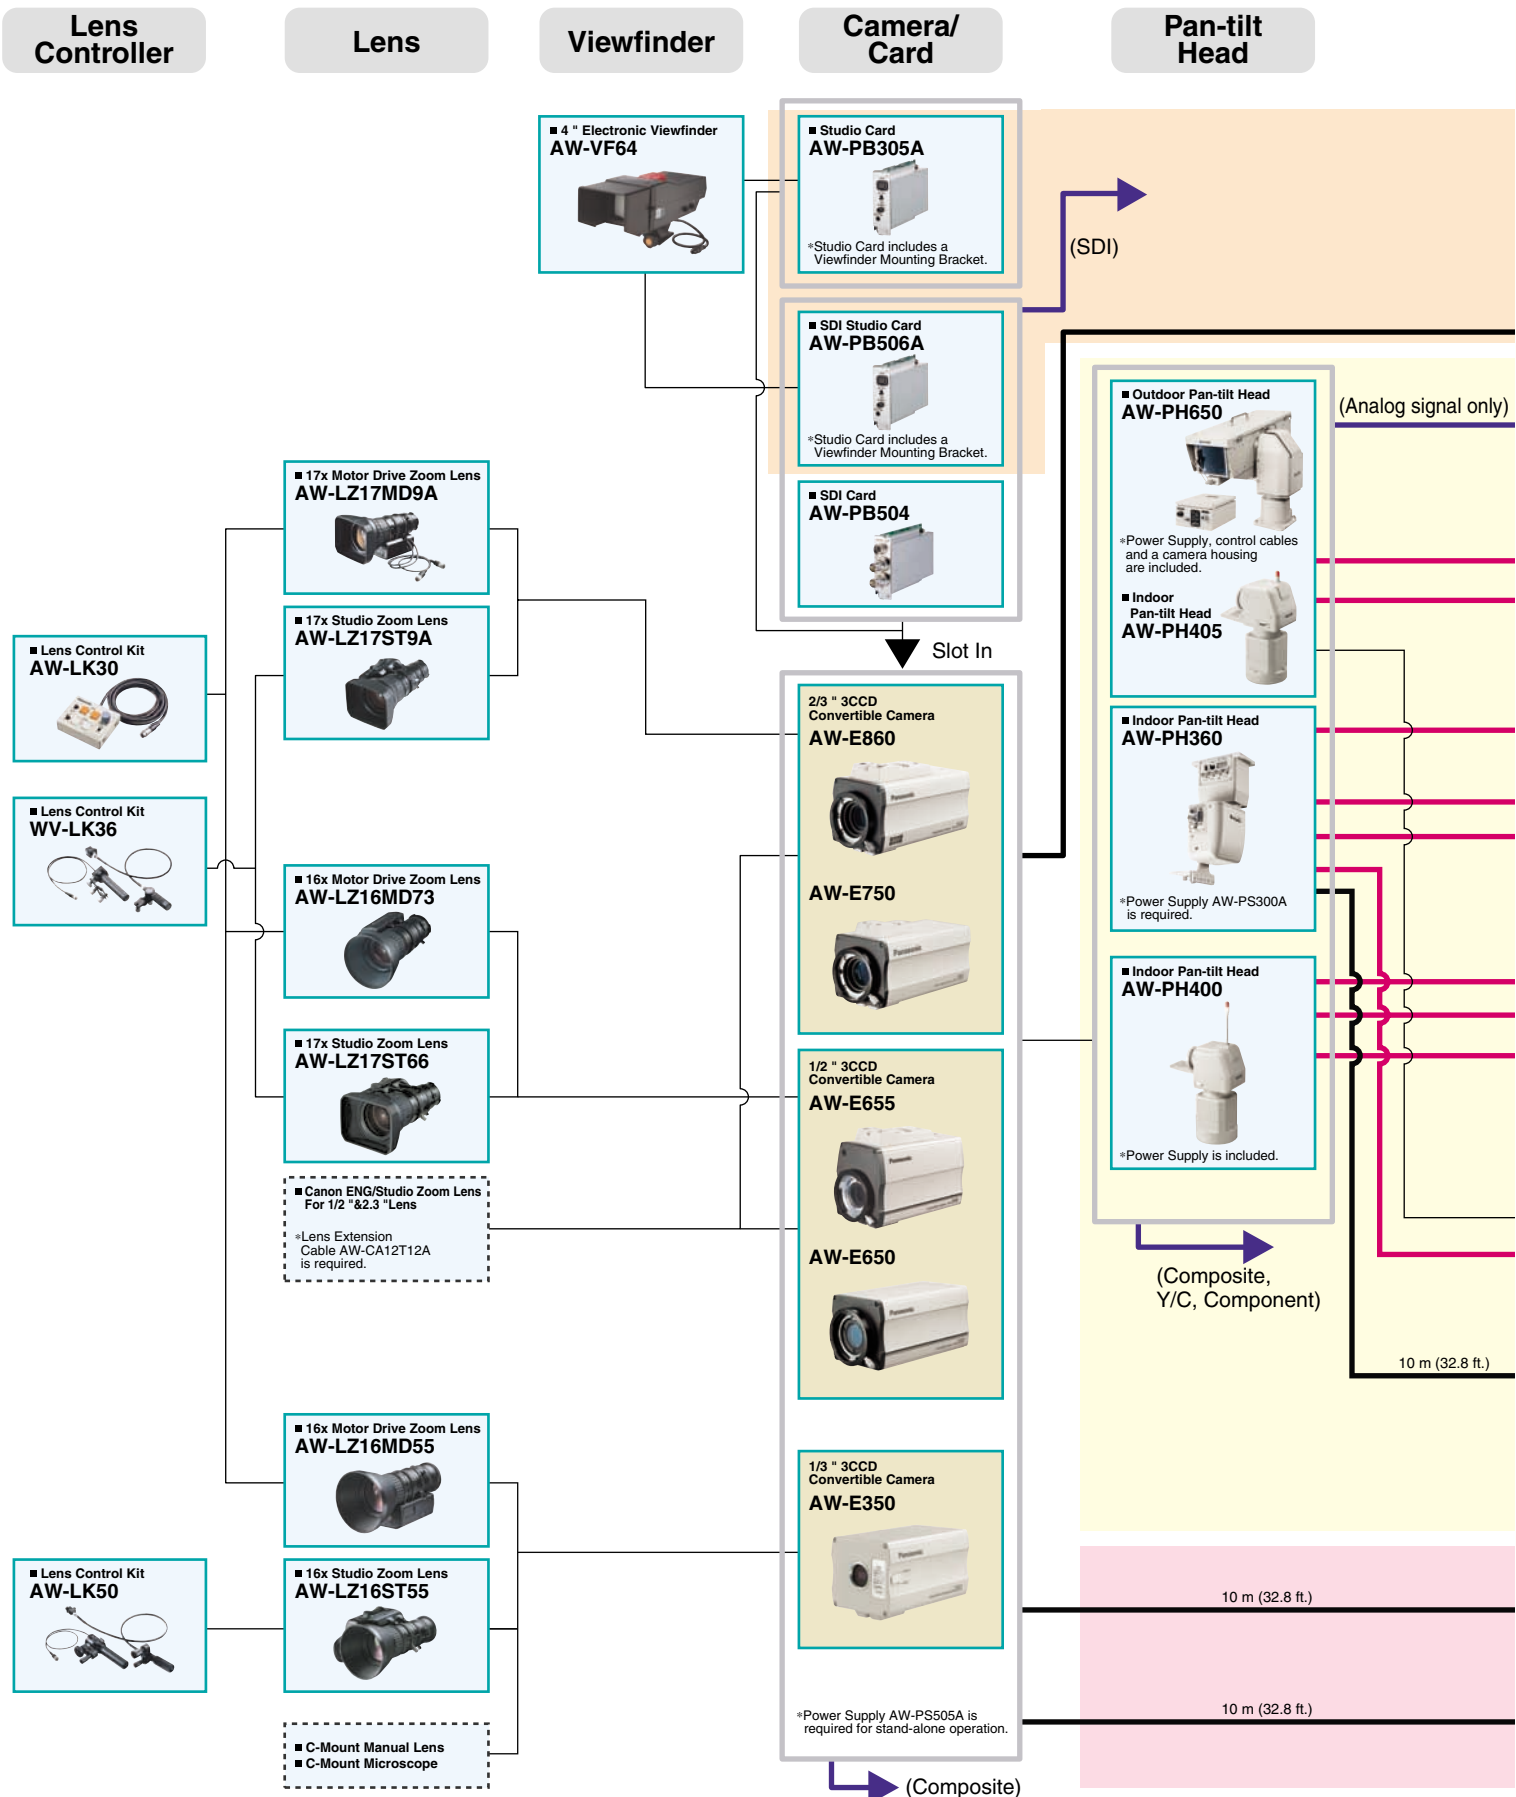 Lens
Controller
Lens
Viewfinder
Camera/
Card
Pan-tilt
Head
■ 4 " Electronic Viewfinder
AW-VF64
■ Studio Card
AW-PB305A
*Studio Card includes a
Viewfinder Mounting Bracket.
(SDI)
■ SDI Studio Card
AW-PB506A
*Studio Card includes a
Viewfinder Mounting Bracket.
■ SDI Card
AW-PB504
Slot In
■ Outdoor Pan-tilt Head
AW-PH650
*Power Supply, control cables
and a camera housing
are included.
■ Indoor
Pan-tilt Head
AW-PH405
(Analog signal only)
■ 17x Motor Drive Zoom Lens
AW-LZ17MD9A
■ 17x Studio Zoom Lens
AW-LZ17ST9A
■ Lens Control Kit
AW-LK30
■ Lens Control Kit
WV-LK36
2/3 " 3CCD
Convertible Camera
AW-E860
Panasonic
AW-E750
Panasonic
■ Indoor Pan-tilt Head
AW-PH360
*Power Supply AW-PS300A
is required.
■ 16x Motor Drive Zoom Lens
AW-LZ16MD73
■ 17x Studio Zoom Lens
AW-LZ17ST66
■ Canon ENG/Studio Zoom Lens
For 1/2 "&2.3 "Lens
*Lens Extension
Cable AW-CA12T12A
is required.
1/2 " 3CCD
Convertible Camera
AW-E655
Panasonic
AW-E650
Panasonic
■ Indoor Pan-tilt Head
AW-PH400
*Power Supply is included.
(Composite,
Y/C, Component)
10 m (32.8 ft.)
■ 16x Motor Drive Zoom Lens
AW-LZ16MD55
■ Lens Control Kit
AW-LK50
■ 16x Studio Zoom Lens
AW-LZ16ST55
■ C-Mount Manual Lens
■ C-Mount Microscope
1/3 " 3CCD
Convertible Camera
AW-E350
Panasonic
*Power Supply AW-PS505A is
required for stand-alone operation.
(Composite)
10 m (32.8 ft.)
10 m (32.8 ft.)